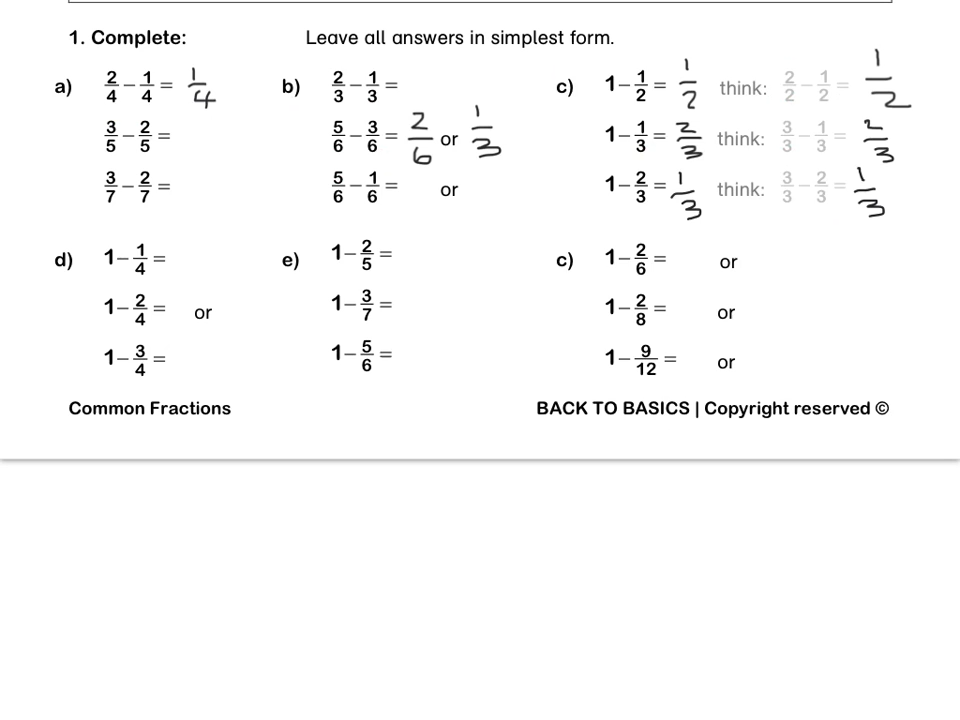 1. Complete: Leave all answers in simplest form.
a) 2/4 – 1/4 = 1/4 b) 2/3 – 1/3 = c) 1 – 1/2 = 1/2 think: 2/2 – 1/2 = 1/2
3/5 – 2/5 = 5/6 – 3/6 = 2/6 or 1/3 1 – 1/3 = 2/3 think: 3/3 – 1/3 = 2/3
3/7 – 2/7 = 5/6 – 1/6 = or 1 – 2/3 = 1/3 think: 3/3 – 2/3 = 1/3
d) 1 – 1/4 = e) 1 – 2/5 = c) 1 – 2/6 = or
1 – 2/4 = or 1 – 3/7 = 1 – 2/8 = or
1 – 3/4 = 1 – 5/6 = 1 – 9/12 = or
Common Fractions BACK TO BASICS | Copyright reserved ©